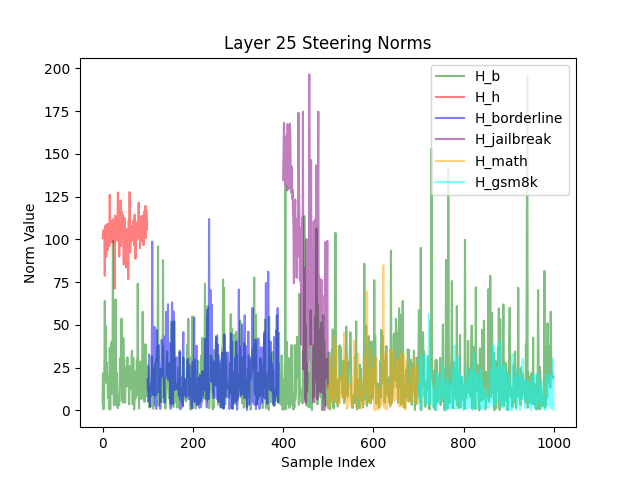 Layer 25 Steering Norms
Norm Value
200
175
150
125
100
75
50
25
0
H_b
H_h
H_borderline
H_jailbreak
H_math
H_gsm8k
0 200 400 600 800 1000
Sample Index